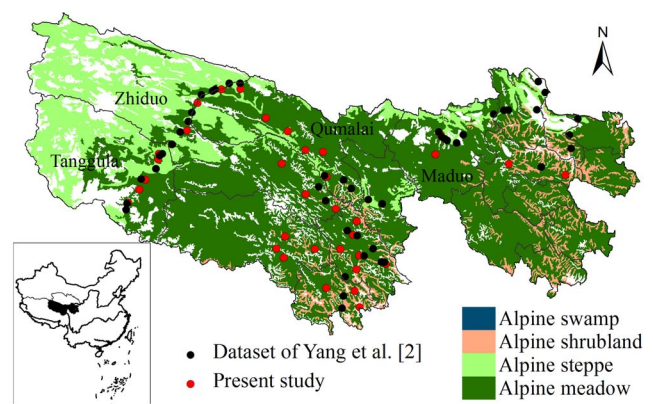 N
Zhiduo
Qumalai
Tanggula
Maduo
Dataset of Yang et al. [2]
Present study
Alpine swamp
Alpine shrubland
Alpine steppe
Alpine meadow